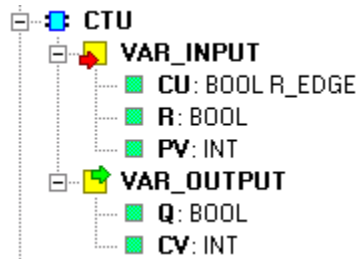 CTU
VAR_INPUT
CU: BOOL R_EDGE
R: BOOL
PV: INT
VAR_OUTPUT
Q: BOOL
CV: INT